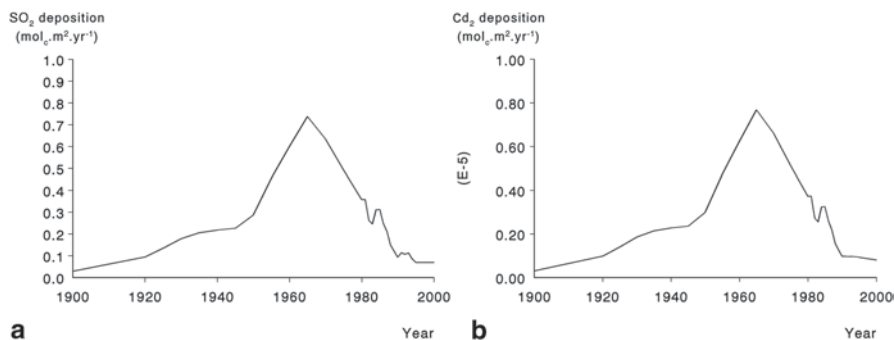 SO₂ deposition
(mol_c.m².yr⁻¹)
1.0
0.9
0.8
0.7
0.6
0.5
0.4
0.3
0.2
0.1
0.0
1900 1920 1940 1960 1980 2000
a
Year
Cd₂ deposition
(mol_c.m².yr⁻¹)
1.00
0.80
0.60
0.40
0.20
0.00
(E-5)
1900 1920 1940 1960 1980 2000
b
Year